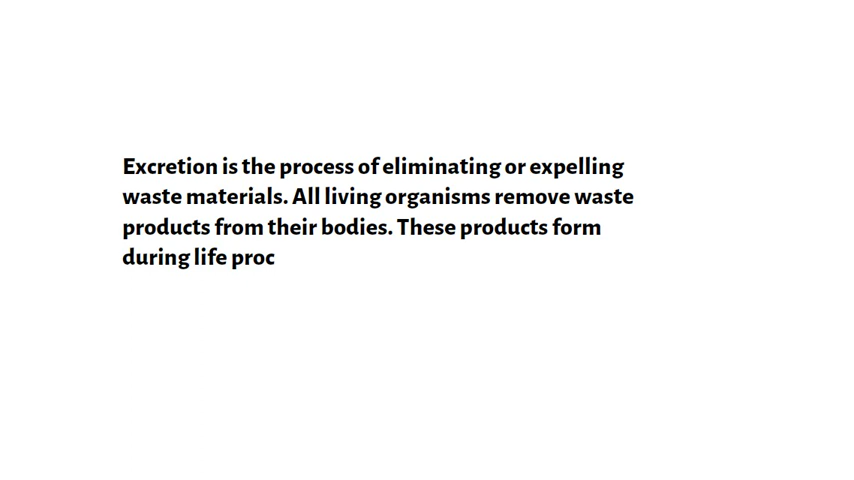 Excretion is the process of eliminating or expelling
waste materials. All living organisms remove waste
products from their bodies. These products form
during life proc